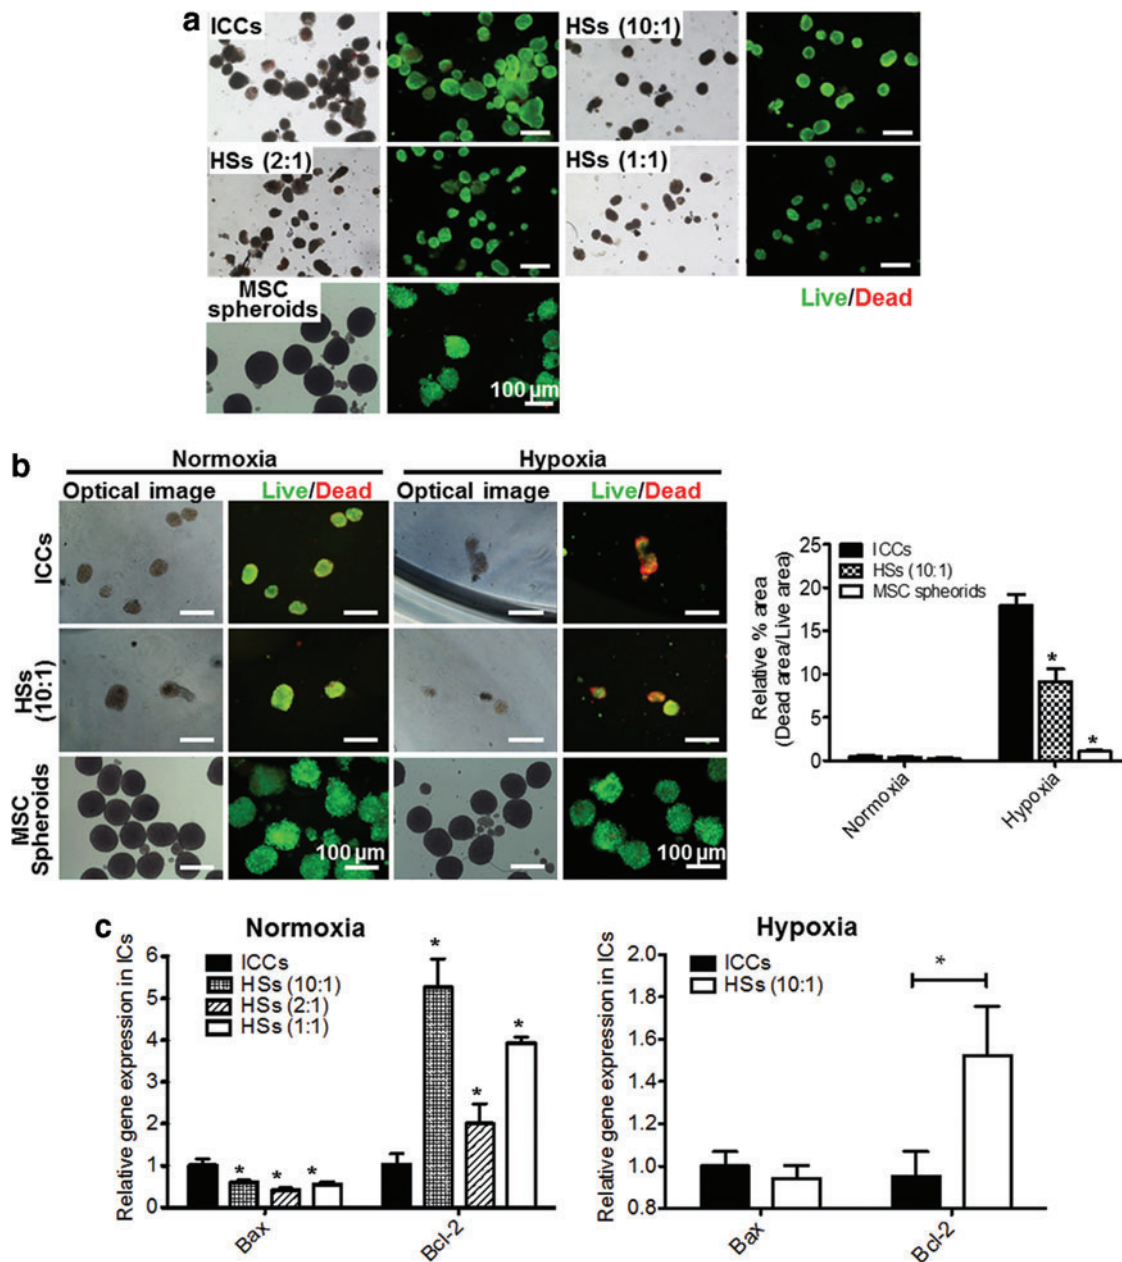 a
ICCs
HSs (10:1)
HSs (2:1)
HSs (1:1)
MSC
spheroids
100 µm
Live/Dead
b
Normoxia
Hypoxia
Optical image
Live/Dead
Optical image
Live/Dead
ICCs
HSs
(10:1)
MSC
Spheroids
100 µm
100 µm
Relative % area
(Dead area/Live area)
25
20
15
10
5
0
ICCs
HSs (10:1)
MSC spheorids
*
*
Normoxia
Hypoxia
c
Normoxia
Relative gene expression in ICs
6
5
4
3
2
1
0
ICCs
HSs (10:1)
HSs (2:1)
HSs (1:1)
*
*
*
*
*
*
Bax
Bcl-2
Hypoxia
Relative gene expression in ICs
2.0
1.8
1.6
1.4
1.2
1.0
0.8
ICCs
HSs (10:1)
*
Bax
Bcl-2